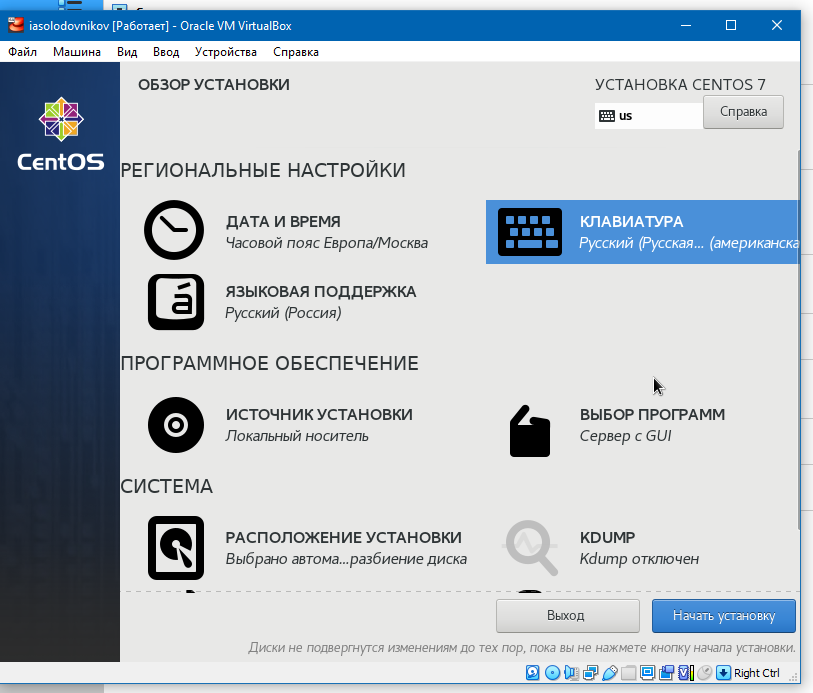 iasolodovnikov [Работает] - Oracle VM VirtualBox
Файл Машина Вид Ввод Устройства Справка
ОБЗОР УСТАНОВКИ
УСТАНОВКА CENTOS 7
us
Справка
CentOS
РЕГИОНАЛЬНЫЕ НАСТРОЙКИ
ДАТА И ВРЕМЯ
Часовой пояс Европа/Москва
КЛАВИАТУРА
Русский (Русская... (американска
ЯЗЫКОВАЯ ПОДДЕРЖКА
Русский (Россия)
ПРОГРАММНОЕ ОБЕСПЕЧЕНИЕ
ИСТОЧНИК УСТАНОВКИ
Локальный носитель
ВЫБОР ПРОГРАММ
Сервер с GUI
СИСТЕМА
РАСПОЛОЖЕНИЕ УСТАНОВКИ
Выбрано автома...разбиение диска
KDUMP
Kdump отключен
Выход
Начать установку
Диски не подвергнутся изменениям до тех пор, пока вы не нажмете кнопку начала установки.
Right Ctrl